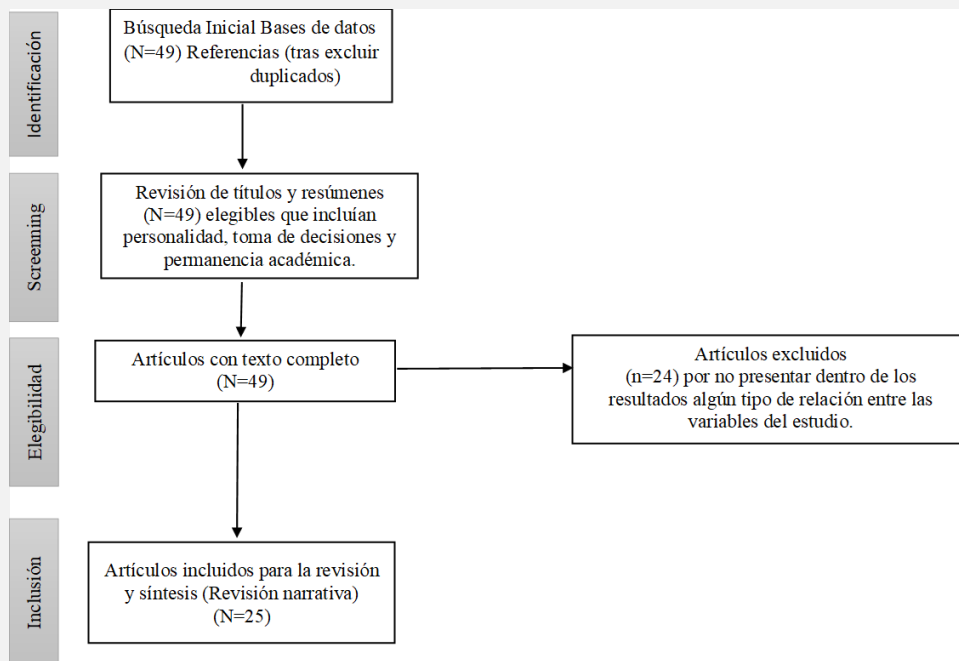 Identificación
Búsqueda Inicial Bases de datos
(N=49) Referencias (tras excluir
duplicados)
Screenning
Revisión de títulos y resúmenes
(N=49) elegibles que incluían
personalidad, toma de decisiones y
permanencia académica.
Elegibilidad
Artículos con texto completo
(N=49)
Artículos excluidos
(n=24) por no presentar dentro de los
resultados algún tipo de relación entre las
variables del estudio.
Inclusión
Artículos incluidos para la revisión
y síntesis (Revisión narrativa)
(N=25)